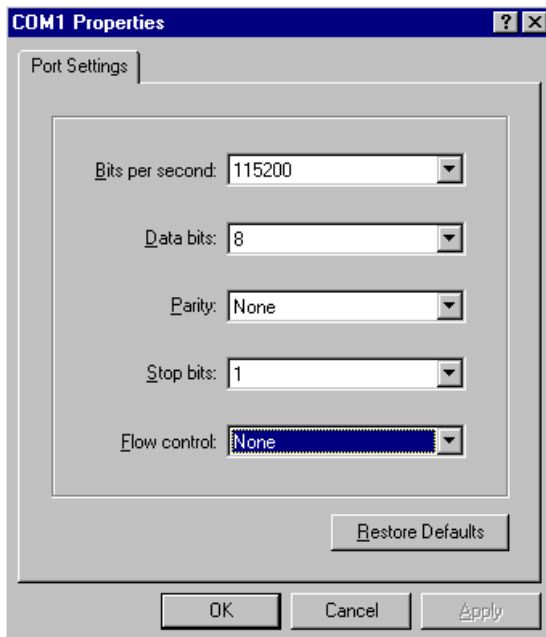 COM1 Properties
Port Settings
Bits per second: 115200
Data bits: 8
Parity: None
Stop bits: 1
Flow control: None
Restore Defaults
OK Cancel Apply